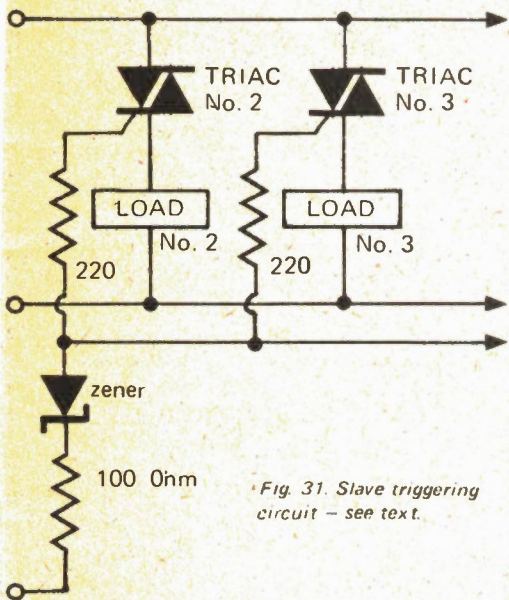 TRIAC
No. 2
TRIAC
No. 3
LOAD
No. 2
LOAD
No. 3
220
220
zener
100 Ohm
Fig. 31. Slave triggering
circuit – see text.